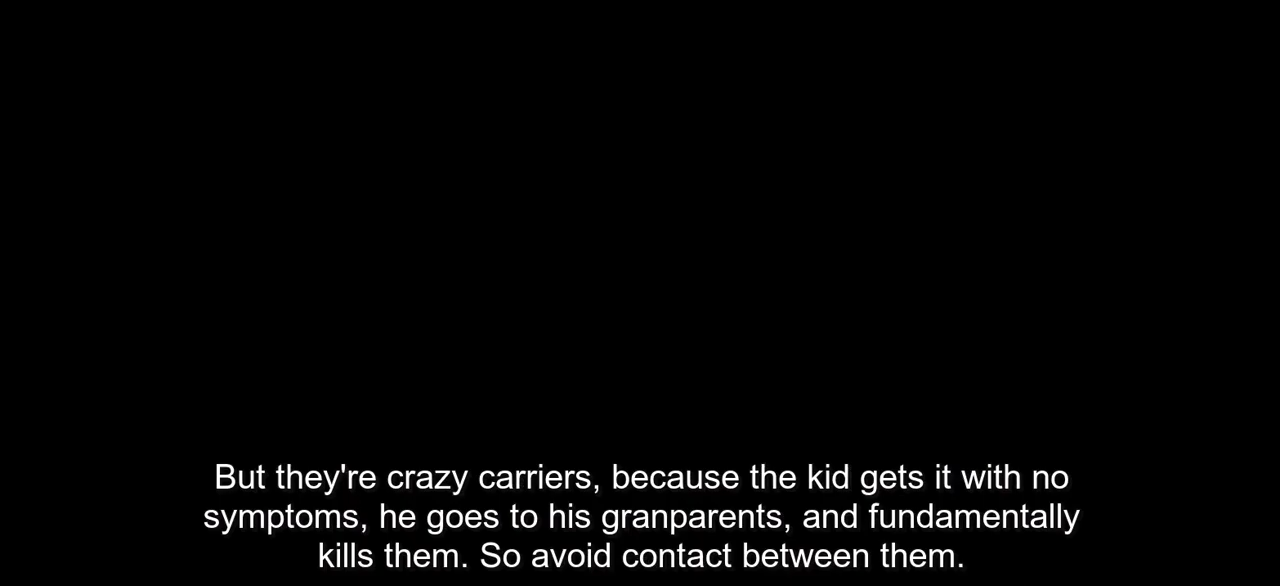 But they're crazy carriers, because the kid gets it with no
symptoms, he goes to his granparents, and fundamentally
kills them. So avoid contact between them.